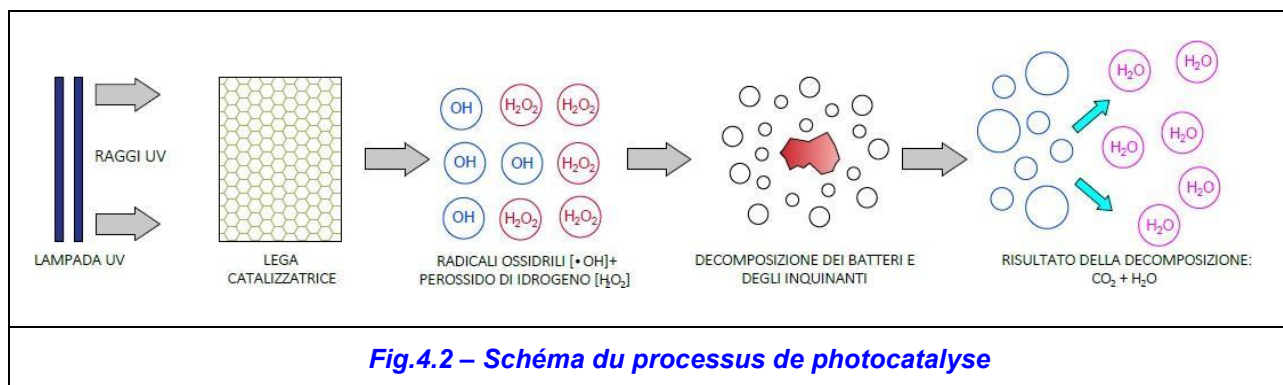 RAGGI UV
LAMPADA UV
LEGA
CATALIZZATRICE
OH H₂O₂ H₂O₂
OH OH H₂O₂
OH H₂O₂ H₂O₂
RADICALI OSSIDRILI [•OH]+
PEROSSIDO DI IDROGENO [H₂O₂]
DECOMPOSIZIONE DEI BATTERI E
DEGLI INQUINANTI
H₂O H₂O
H₂O H₂O
H₂O
H₂O
RISULTATO DELLA DECOMPOSIZIONE:
CO₂ + H₂O
Fig.4.2 – Schéma du processus de photocatalyse